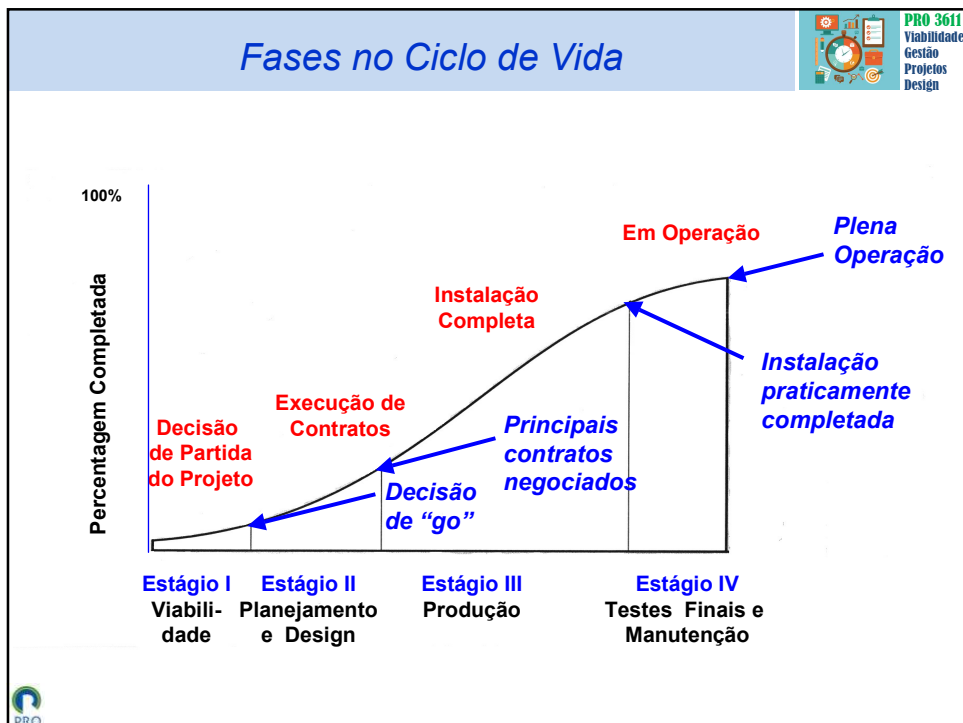 Fases no Ciclo de Vida
PRO 3611
Viabilidade
Gestão
Projetos
Design
100%
Percentagem Completada
Em Operação
Plena
Operação
Instalação
Completa
Instalação
praticamente
completada
Execução de
Contratos
Principais
contratos
negociados
Decisão
de Partida
do Projeto
Decisão
de “go”
Estágio I
Viabili-
dade
Estágio II
Planejamento
e Design
Estágio III
Produção
Estágio IV
Testes Finais e
Manutenção
PRO